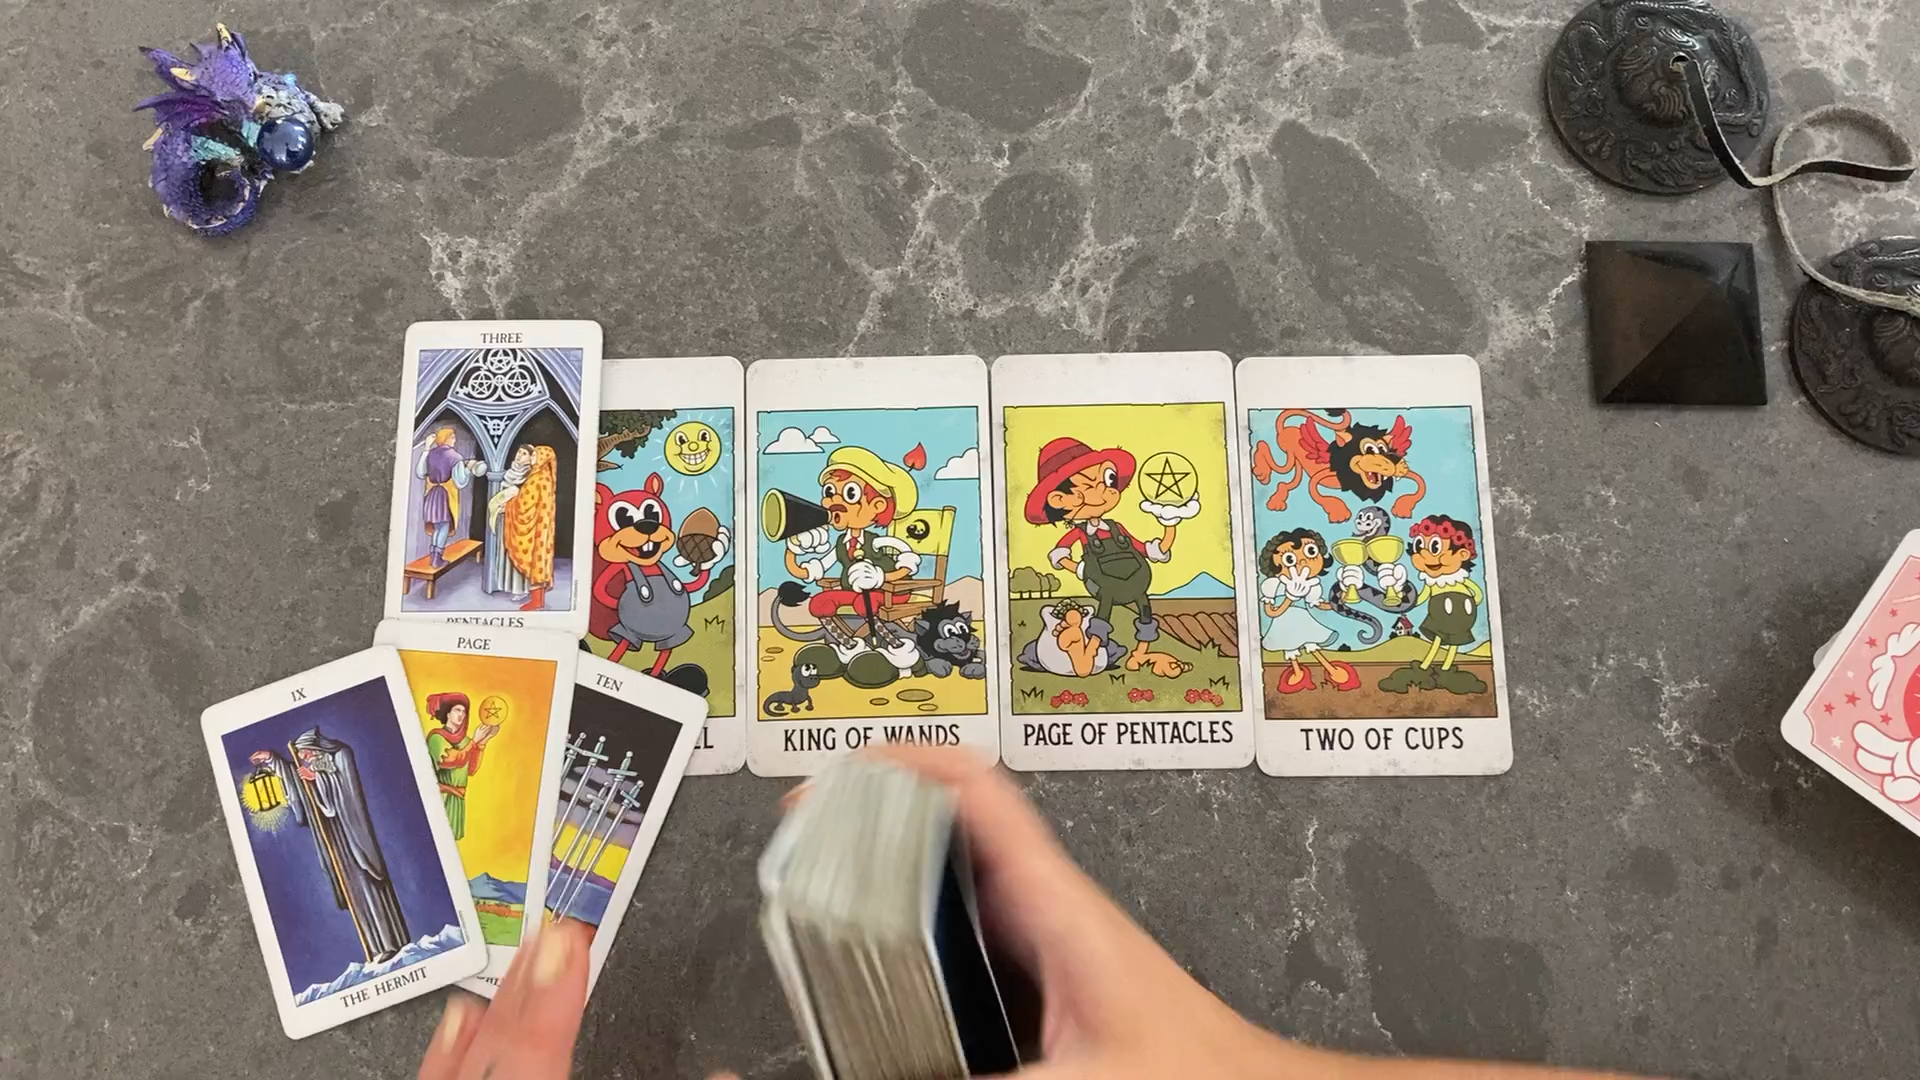 THREE
PENTACLES
PAGE
IX
THE HERMIT
TEN
KING OF WANDS
PAGE OF PENTACLES
TWO OF CUPS